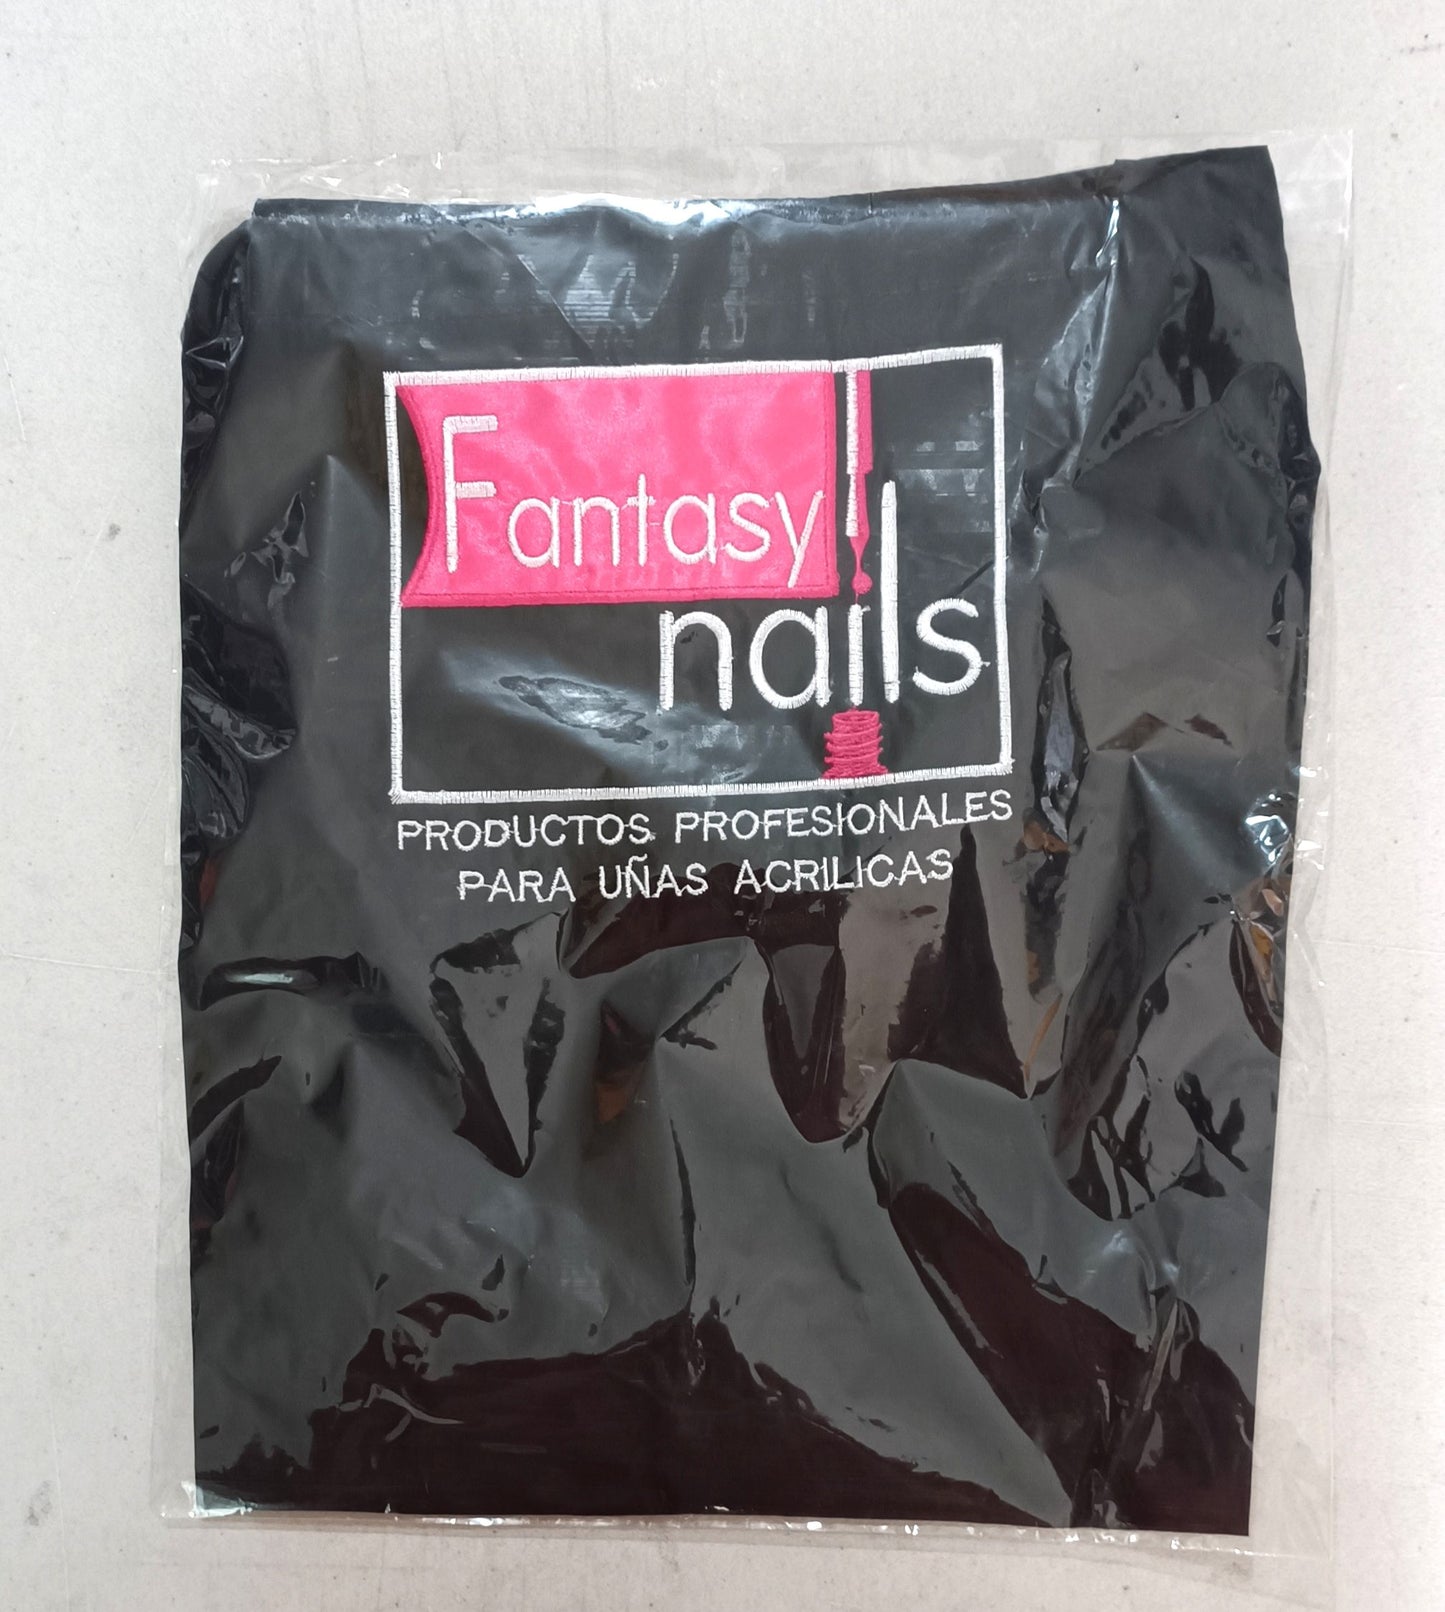 Fantasy
nails
PRODUCTOS PROFESIONALES
PARA UÑAS ACRILICAS